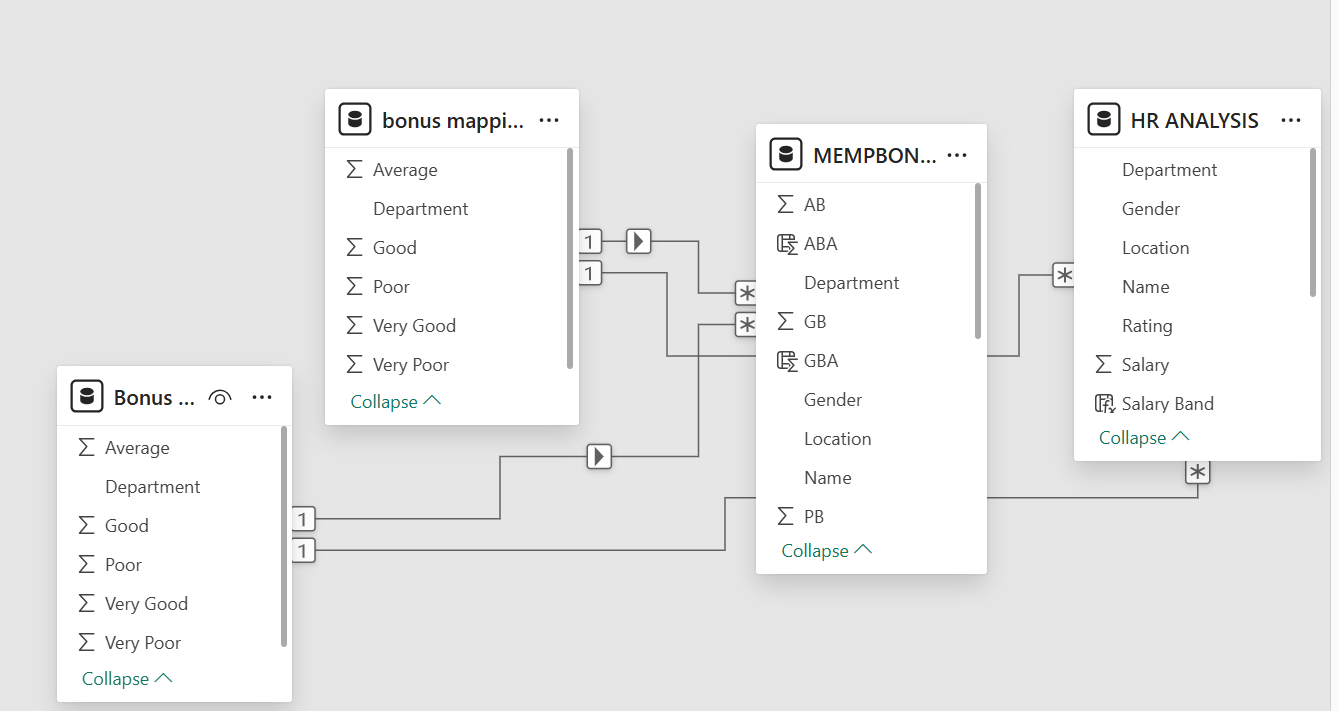 bonus mappi...
Average
Department
Good
Poor
Very Good
Very Poor
Collapse
1
1
MEMPBON...
AB
ABA
Department
GB
GBA
Gender
Location
Name
PB
Collapse
*
*
HR ANALYSIS
Department
Gender
Location
Name
Rating
Salary
Salary Band
Collapse
*
*
Bonus ...
Average
Department
Good
Poor
Very Good
Very Poor
Collapse
1
1